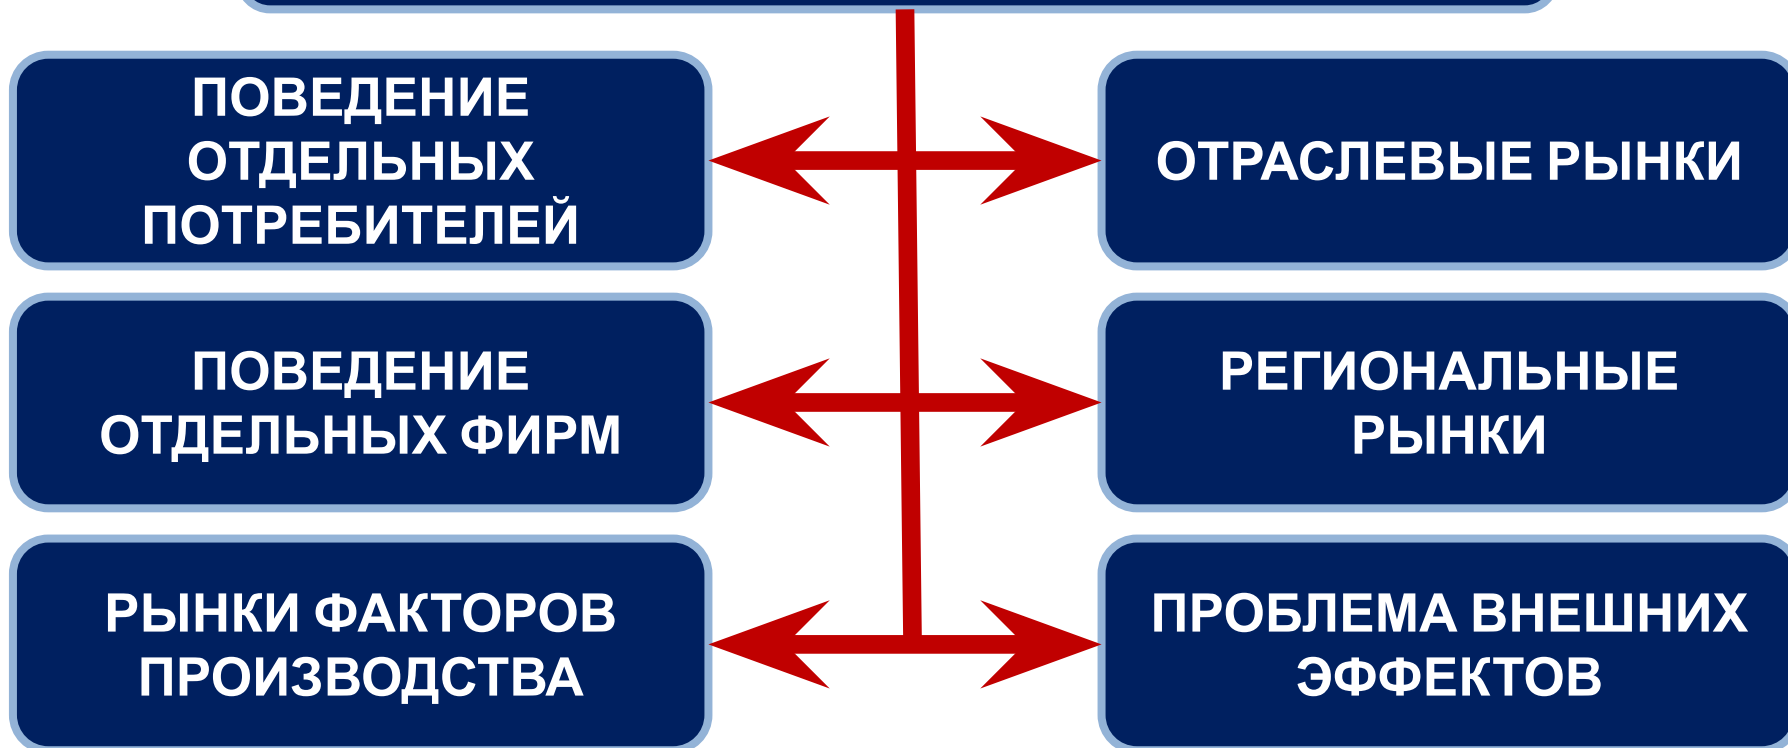 ПОВЕДЕНИЕ
ОТДЕЛЬНЫХ
ПОТРЕБИТЕЛЕЙ
ОТРАСЛЕВЫЕ РЫНКИ
ПОВЕДЕНИЕ
ОТДЕЛЬНЫХ ФИРМ
РЕГИОНАЛЬНЫЕ
РЫНКИ
РЫНКИ ФАКТОРОВ
ПРОИЗВОДСТВА
ПРОБЛЕМА ВНЕШНИХ
ЭФФЕКТОВ